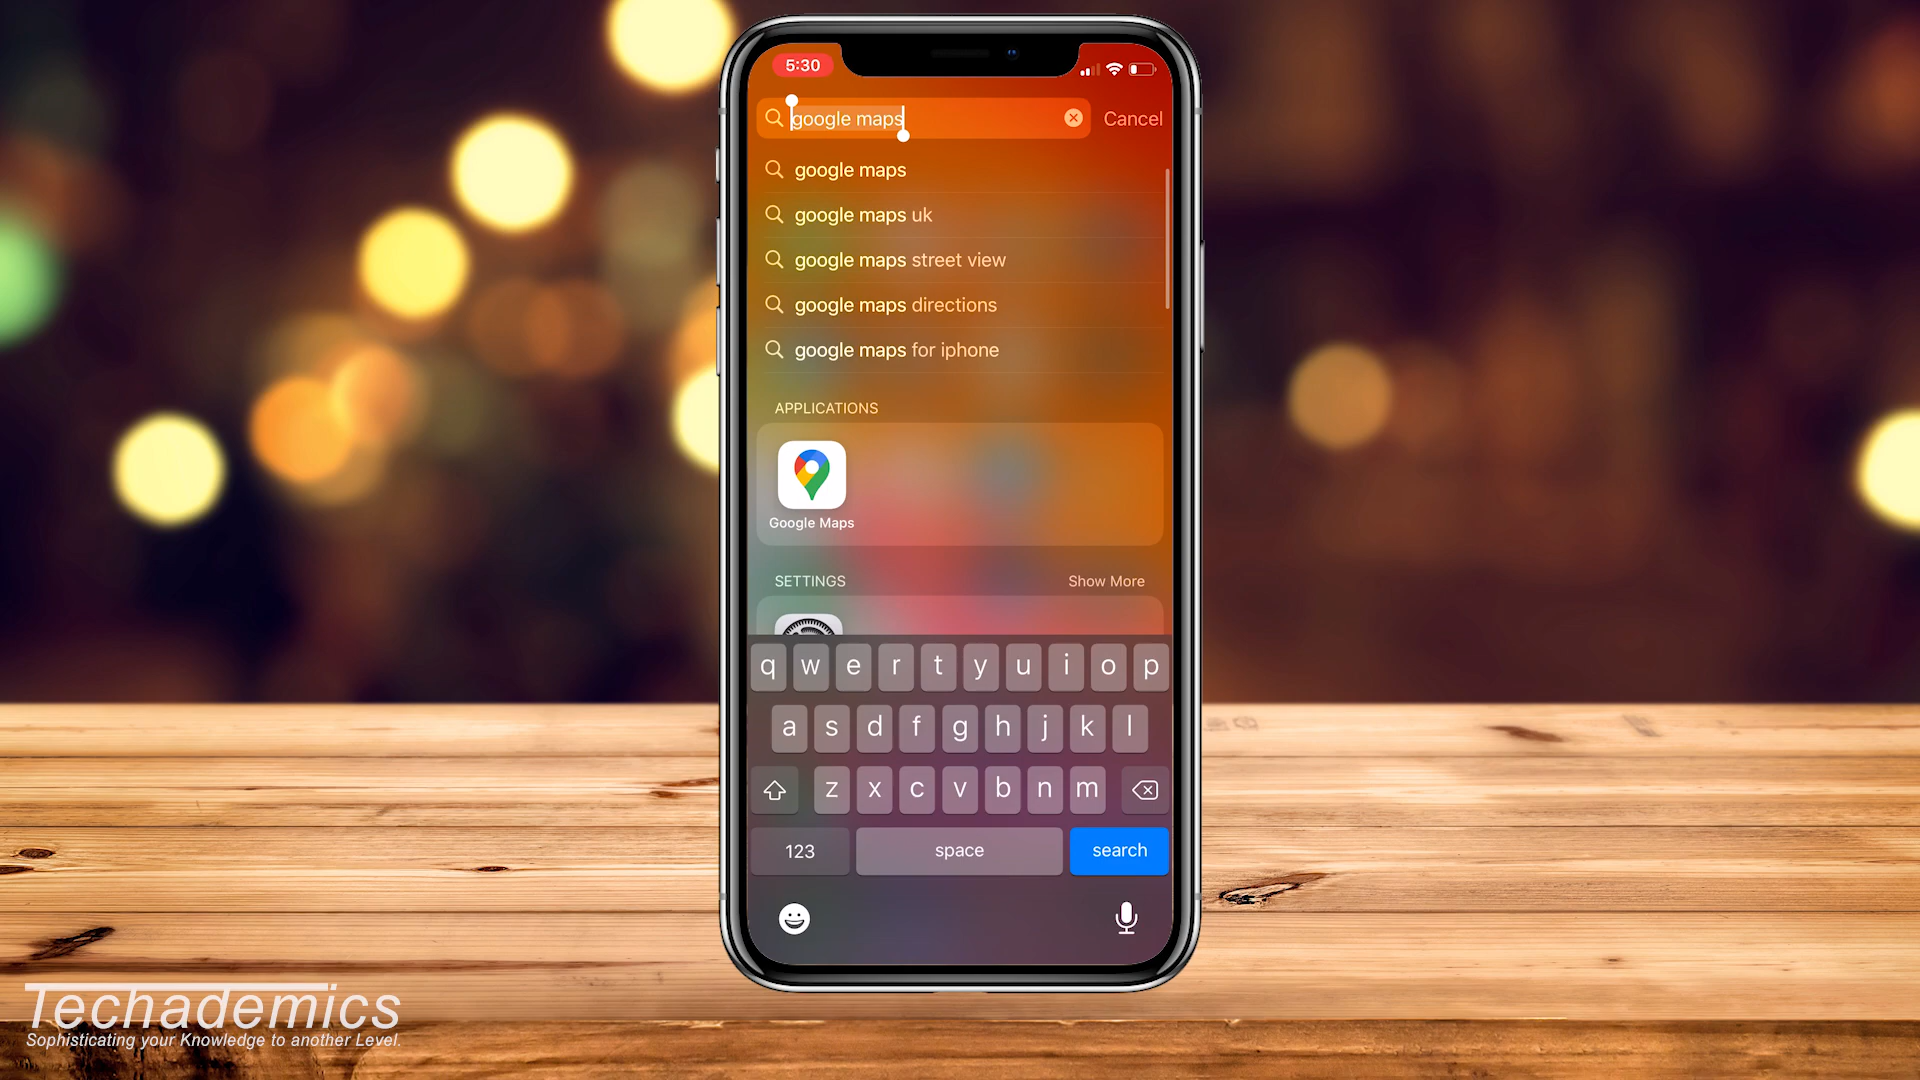 5:30
google maps
Cancel
google maps
google maps uk
google maps street view
google maps directions
google maps for iphone
APPLICATIONS
Google Maps
SETTINGS
Show More
q w e r t y u i o p
a s d f g h j k l
z x c v b n m
123 space search
Techademics
Sophisticating your Knowledge to another Level.